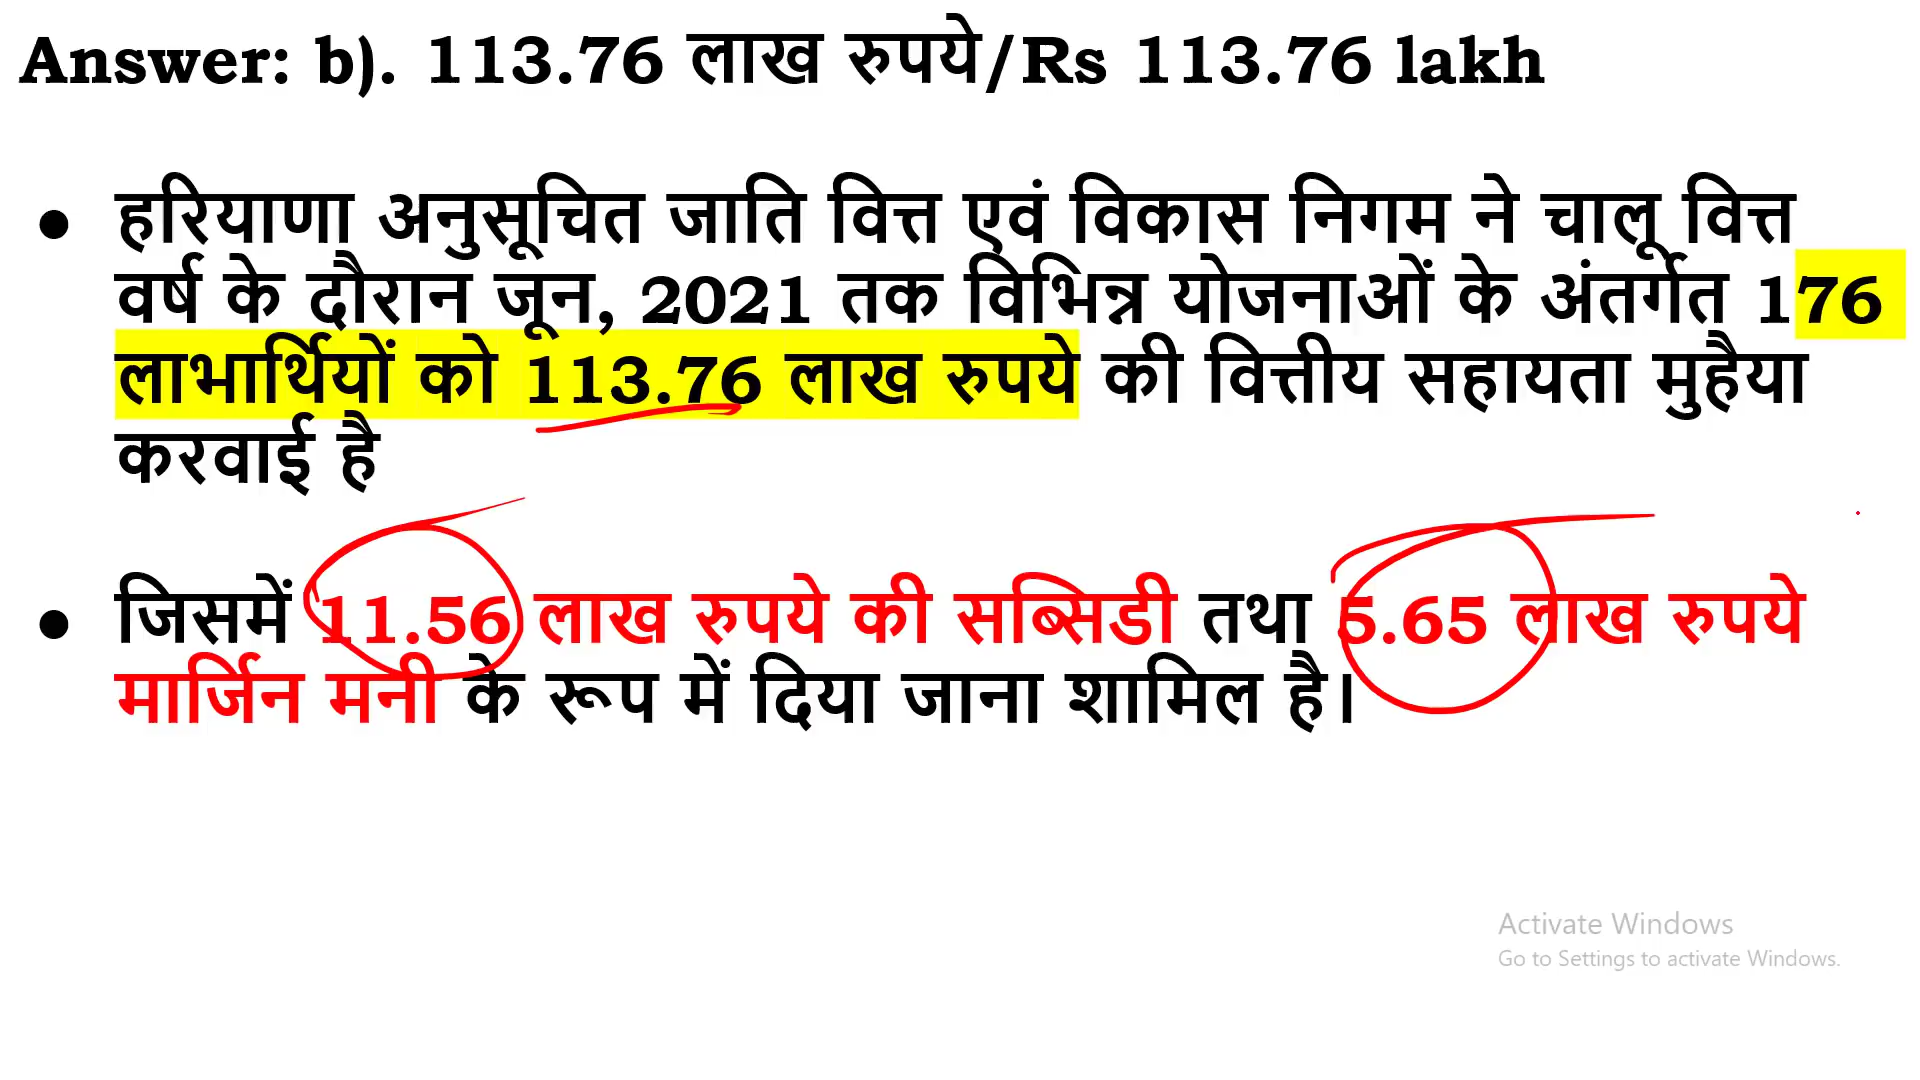 Answer: b). 113.76 लाख रुपये/Rs 113.76 lakh
● हरियाणा अनुसूचित जाति वित्त एवं विकास निगम ने चालू वित्त
वर्ष के दौरान जून, 2021 तक विभिन्न योजनाओं के अंतर्गत 176
लाभार्थियों को 113.76 लाख रुपये की वित्तीय सहायता मुहैया
करवाई है
● जिसमें 11.56 लाख रुपये की सब्सिडी तथा 5.65 लाख रुपये
मार्जिन मनी के रूप में दिया जाना शामिल है।
Activate Windows
Go to Settings to activate Windows.